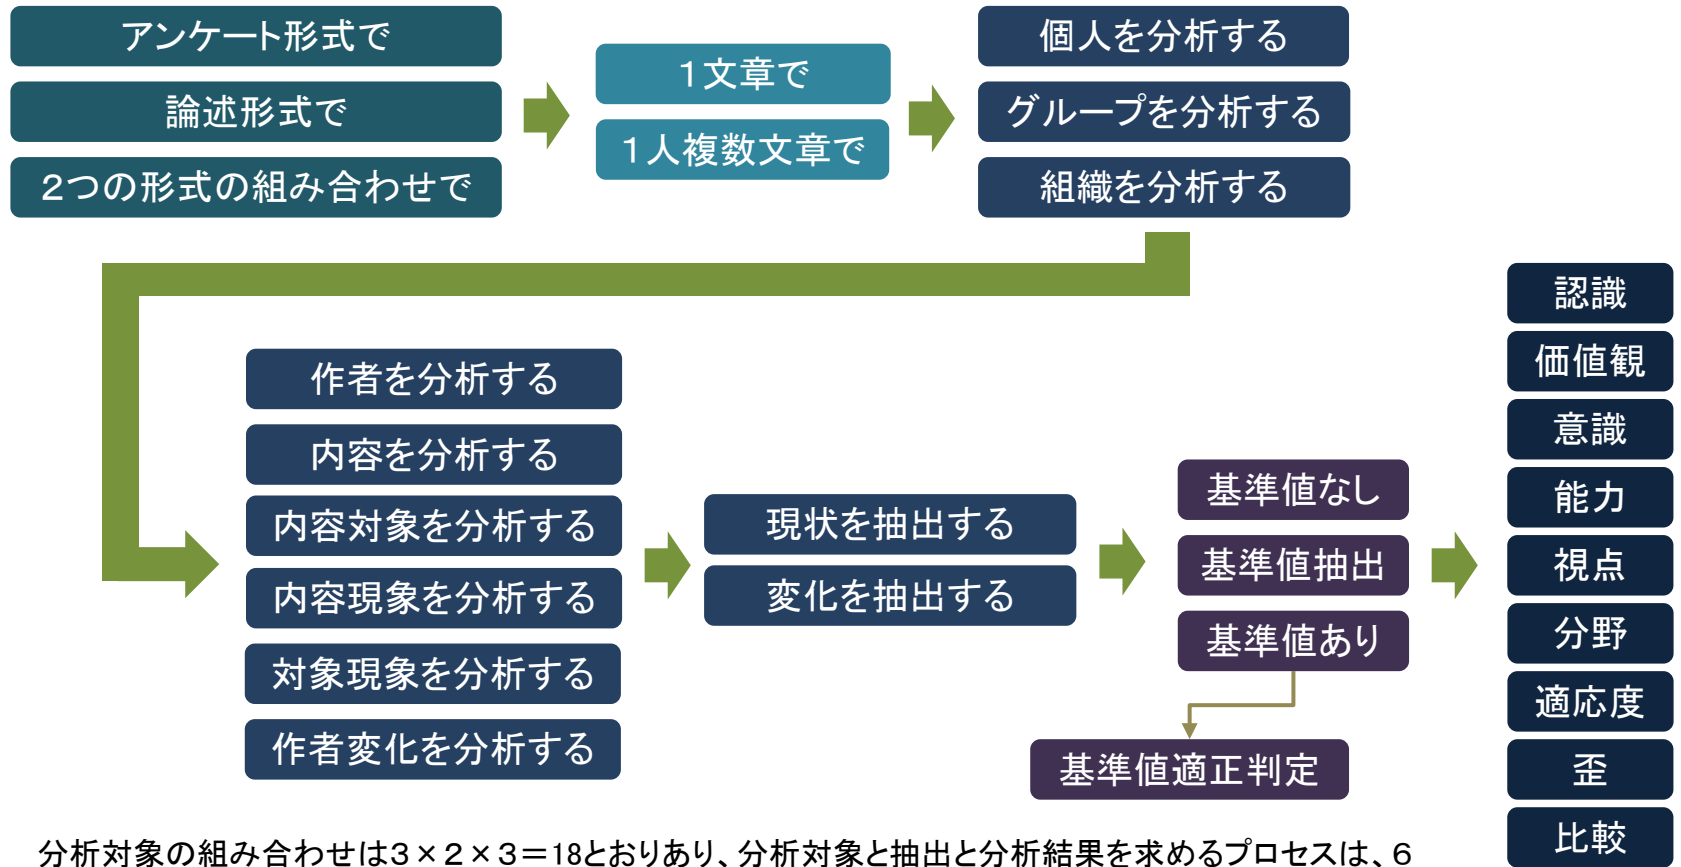 アンケート形式で
論述形式で
２つの形式の組み合わせで
１文章で
１人複数文章で
個人を分析する
グループを分析する
組織を分析する
作者を分析する
内容を分析する
内容対象を分析する
内容現象を分析する
対象現象を分析する
作者変化を分析する
現状を抽出する
変化を抽出する
基準値なし
基準値抽出
基準値あり
基準値適正判定
認識
価値観
意識
能力
視点
分野
適応度
歪
比較
分析対象の組み合わせは３×２×３＝18とおりあり、分析対象と抽出と分析結果を求めるプロセスは、６